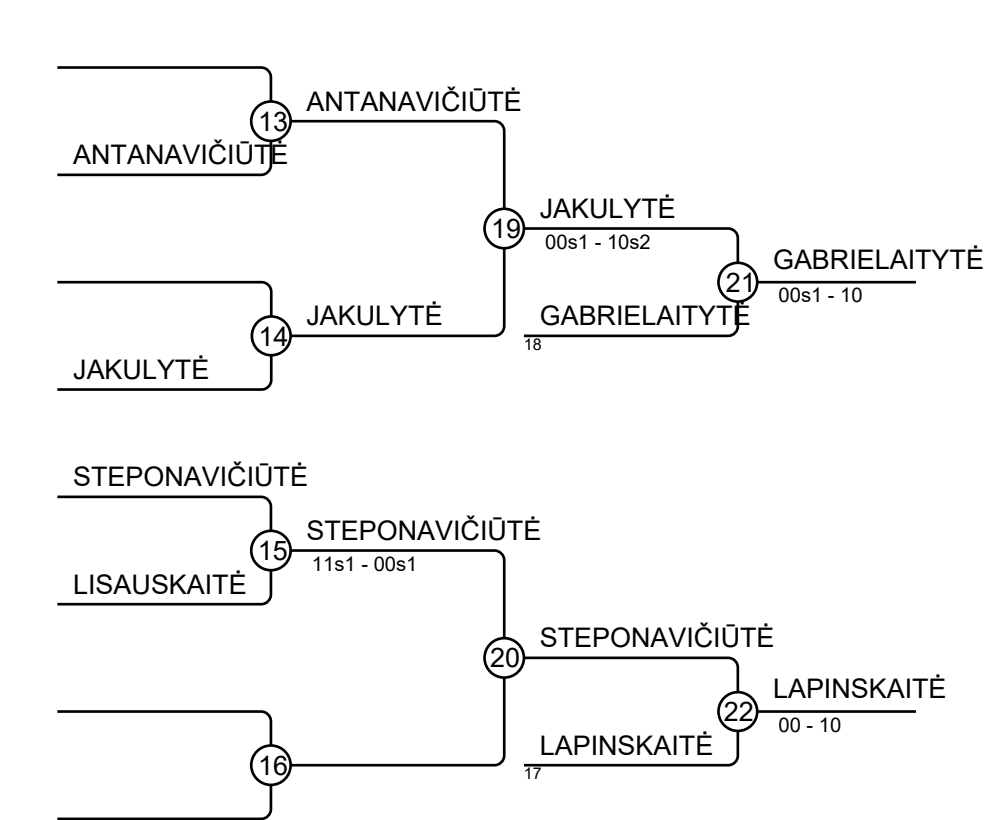 ANTANAVIČIŪTĖ
13
ANTANAVIČIŪTĖ
JAKULYTĖ
19
00s1 - 10s2
GABRIELAITYTĖ
21
00s1 - 10
JAKULYTĖ
GABRIELAITYTĖ
14
18
JAKULYTĖ
STEPONAVIČIŪTĖ
STEPONAVIČIŪTĖ
15
11s1 - 00s1
LISAUSKAITĖ
STEPONAVIČIŪTĖ
20
LAPINSKAITĖ
22
00 - 10
LAPINSKAITĖ
16
17